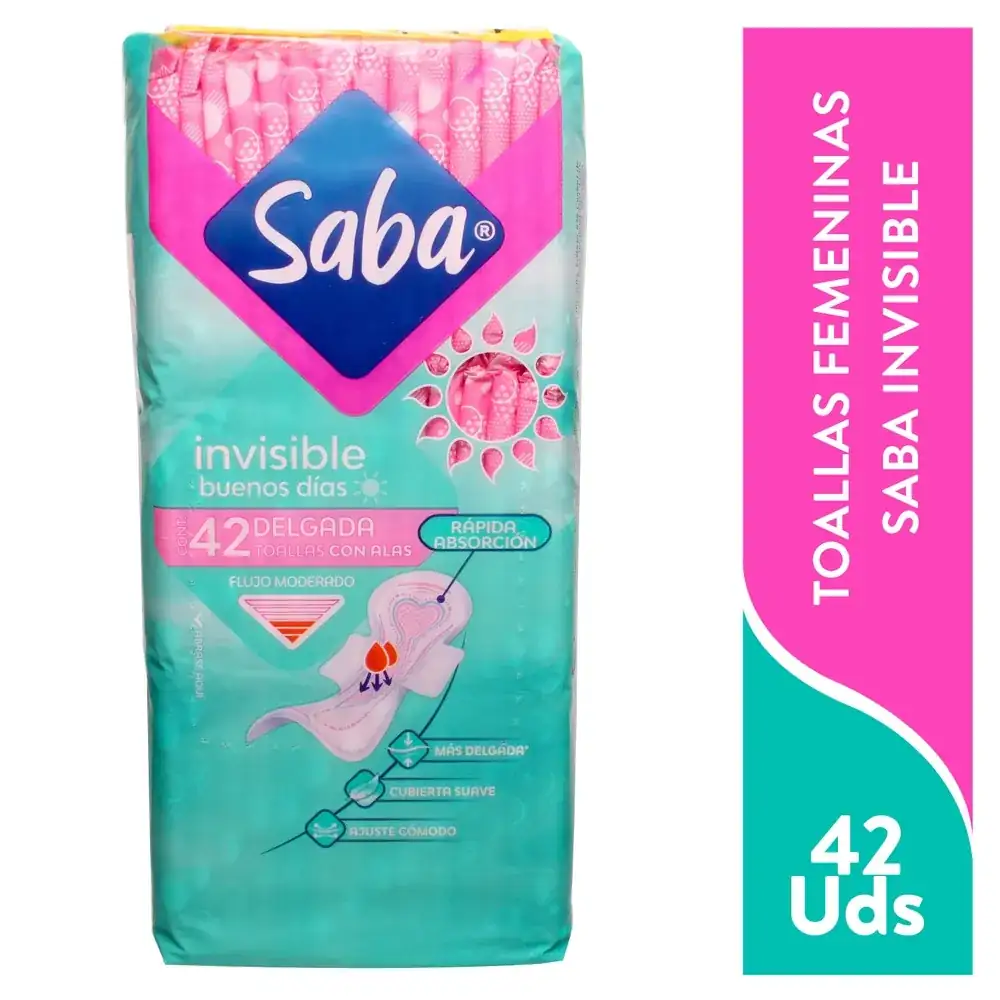 Saba®
invisible
buenos días
CONT. 42 DELGADA
TOALLAS CON ALAS
RÁPIDA
ABSORCIÓN
FLUJO MODERADO
MÁS DELGADA*
CUBIERTA SUAVE
AJUSTE CÓMODO
TOALLAS FEMENINAS
SABA INVISIBLE
42
Uds